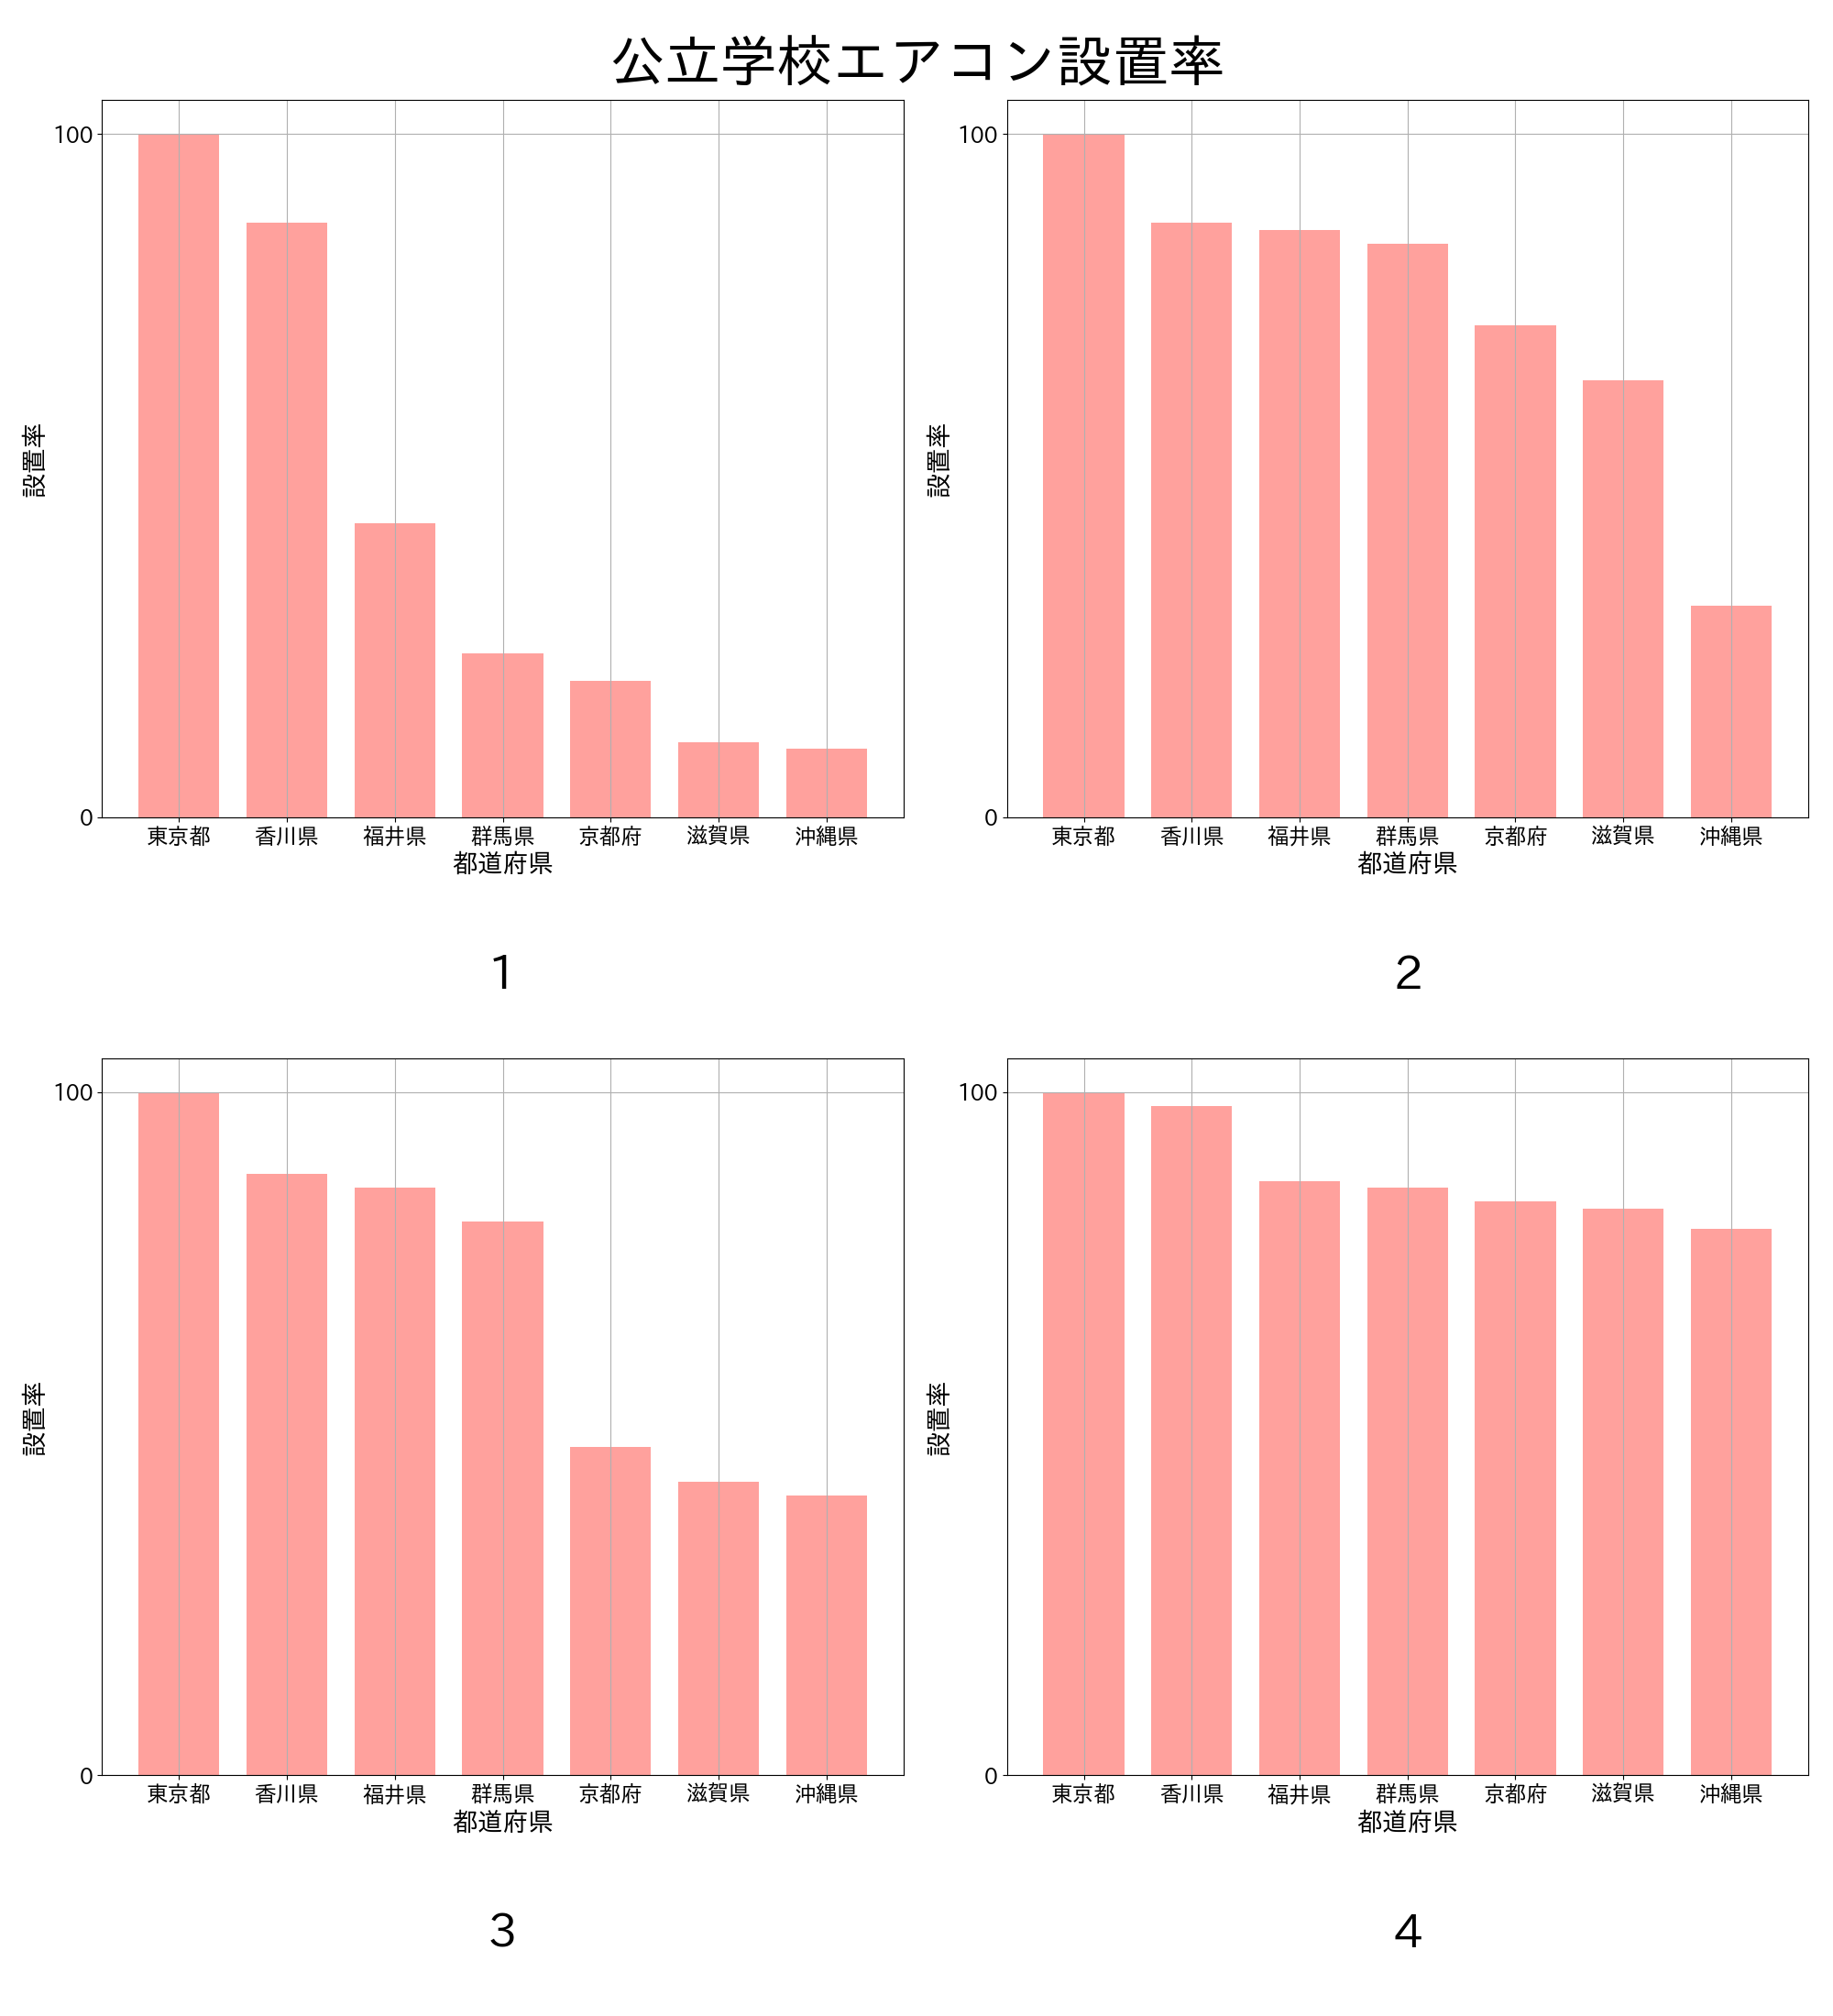 公立学校エアコン設置率
100
設置率
0
東京都 香川県 福井県 群馬県 京都府 滋賀県 沖縄県
都道府県
1
100
設置率
0
東京都 香川県 福井県 群馬県 京都府 滋賀県 沖縄県
都道府県
2
100
設置率
0
東京都 香川県 福井県 群馬県 京都府 滋賀県 沖縄県
都道府県
3
100
設置率
0
東京都 香川県 福井県 群馬県 京都府 滋賀県 沖縄県
都道府県
4